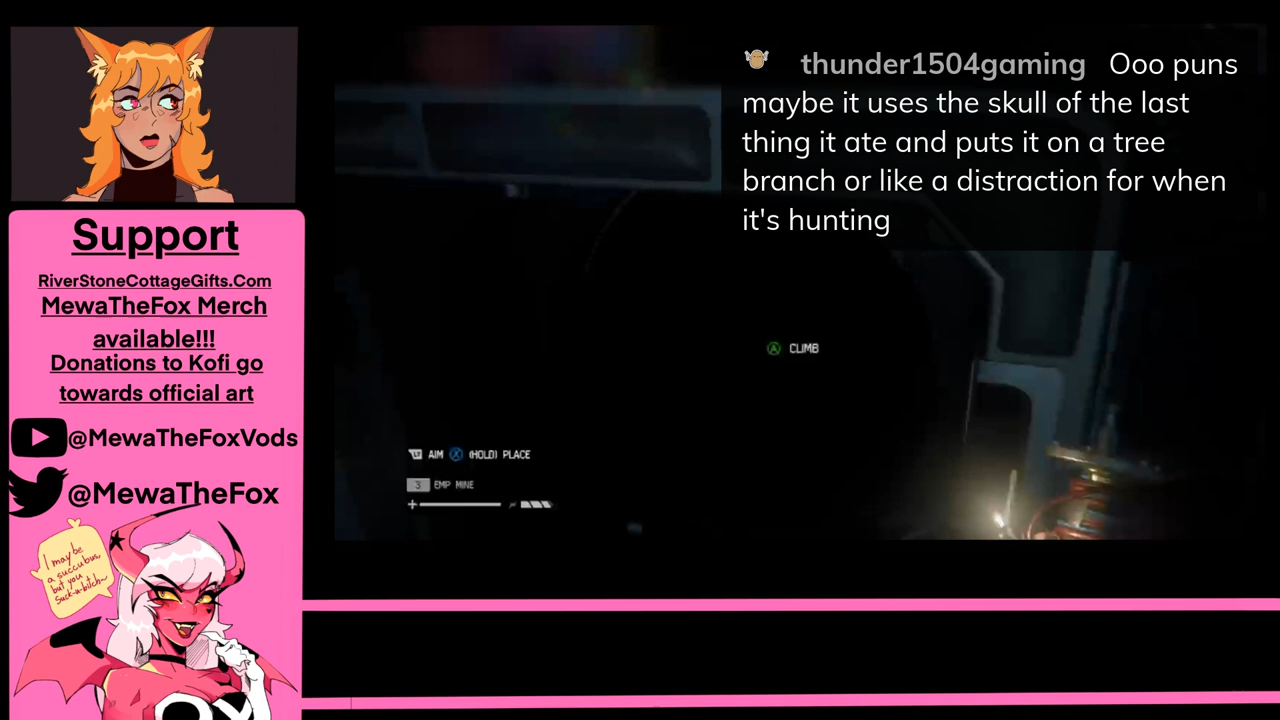 thunder1504gaming Ooo puns
maybe it uses the skull of the last
thing it ate and puts it on a tree
branch or like a distraction for when
it's hunting
Support
RiverStoneCottageGifts.Com
MewaTheFox Merch
available!!!
Donations to Kofi go
towards official art
@MewaTheFoxVods
@MewaTheFox
I maybe
a succubus,
but you
suck-a-bitch~
A CLIMB
LT AIM X (HOLD) PLACE
3 EMP MINE